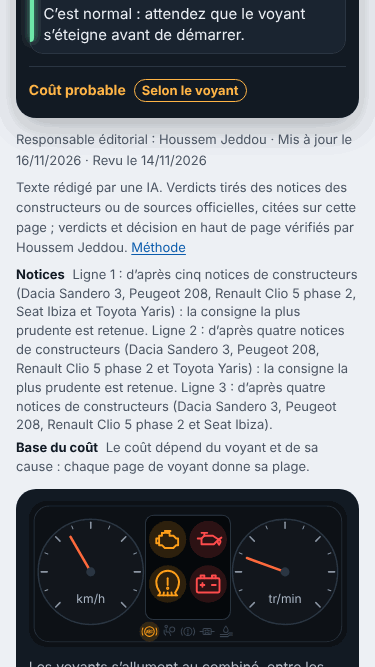 C’est normal : attendez que le voyant
s’éteigne avant de démarrer.
Coût probable Selon le voyant
Responsable éditorial : Houssem Jeddou · Mis à jour le
16/11/2026 · Revu le 14/11/2026
Texte rédigé par une IA. Verdicts tirés des notices des
constructeurs ou de sources officielles, citées sur cette
page ; verdicts et décision en haut de page vérifiés par
Houssem Jeddou. Méthode
Notices Ligne 1 : d’après cinq notices de constructeurs
(Dacia Sandero 3, Peugeot 208, Renault Clio 5 phase 2,
Seat Ibiza et Toyota Yaris) : la consigne la plus
prudente est retenue. Ligne 2 : d’après quatre notices
de constructeurs (Dacia Sandero 3, Peugeot 208,
Renault Clio 5 phase 2 et Toyota Yaris) : la consigne la
plus prudente est retenue. Ligne 3 : d’après quatre
notices de constructeurs (Dacia Sandero 3, Peugeot
208, Renault Clio 5 phase 2 et Seat Ibiza).
Base du coût Le coût dépend du voyant et de sa
cause : chaque page de voyant donne sa plage.
km/h
tr/min
Les voyants s’allument au combiné, entre les